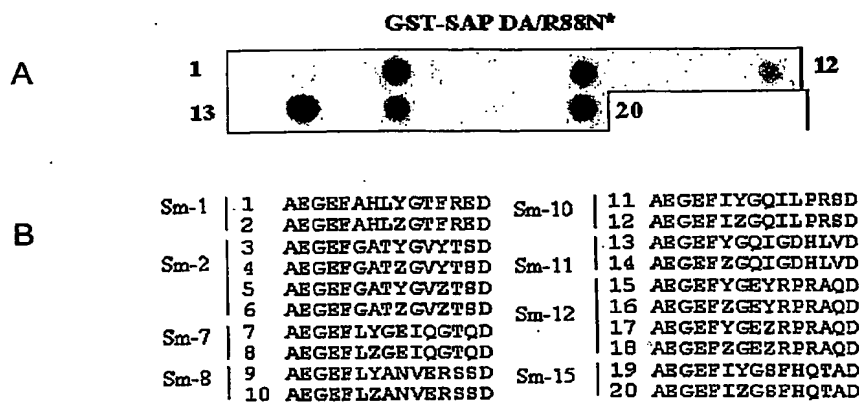 GST-SAP DA/R88N*
A
1
12
13
20
B
Sm-1
1 AEGEFAHLYGTFRED
2 AEGEFAHLZGTFRED
Sm-2
3 AEGEFGATYGVYTSD
4 AEGEFGATZGVYTSD
5 AEGEFGATYGVZTSD
6 AEGEFGATZGVZTSD
Sm-7
7 AEGEFLYGEIQGTQD
8 AEGEFLZGEIQGTQD
Sm-8
9 AEGEFLYANVERSSD
10 AEGEFLZANVERSSD
Sm-10
11 AEGEFIYGQILPRSD
12 AEGEFIZGQILPRSD
Sm-11
13 AEGEFYGQIGDHLVD
14 AEGEFZGQIGDHLVD
Sm-12
15 AEGEFYGEYRPRAQD
16 AEGEFZGEYRPRAQD
17 AEGEFYGEZRPRAQD
18 AEGEFZGEZRPRAQD
Sm-15
19 AEGEFIYGSFHQTAD
20 AEGEFIZGSFHQTAD